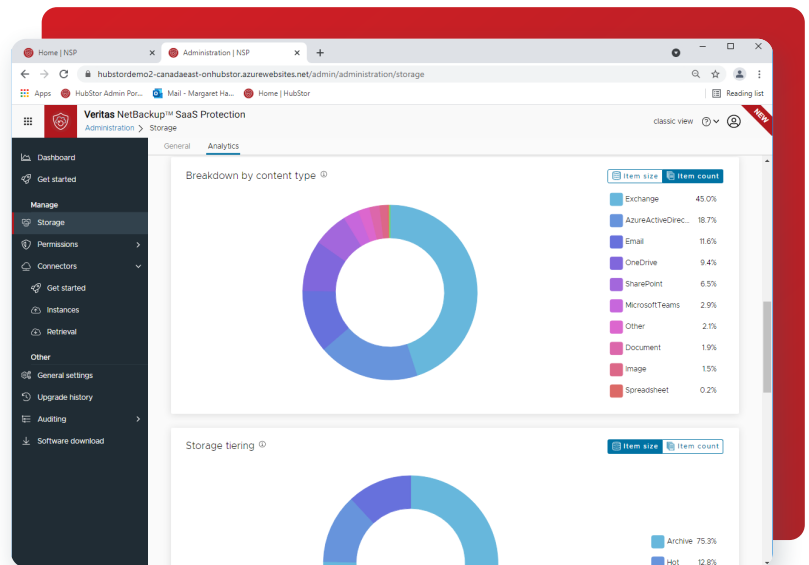 Home | NSP
Administration | NSP
hubstordemo2-canadaeast-onhubstor.azurewebsites.net/admin/administration/storage
Apps
HubStor Admin Por...
Mail - Margaret Ha...
Home | HubStor
Reading list
Veritas NetBackup™ SaaS Protection
Administration > Storage
classic view
NEW
General
Analytics
Dashboard
Get started
Manage
Storage
Permissions
Connectors
Get started
Instances
Retrieval
Other
General settings
Upgrade history
Auditing
Software download
Breakdown by content type
Item size
Item count
Exchange 45.0%
AzureActiveDirec... 18.7%
Email 11.6%
OneDrive 9.4%
SharePoint 6.5%
MicrosoftTeams 2.9%
Other 2.1%
Document 1.9%
Image 1.5%
Spreadsheet 0.2%
Storage tiering
Item size
Item count
Archive 75.3%
Hot 12.8%